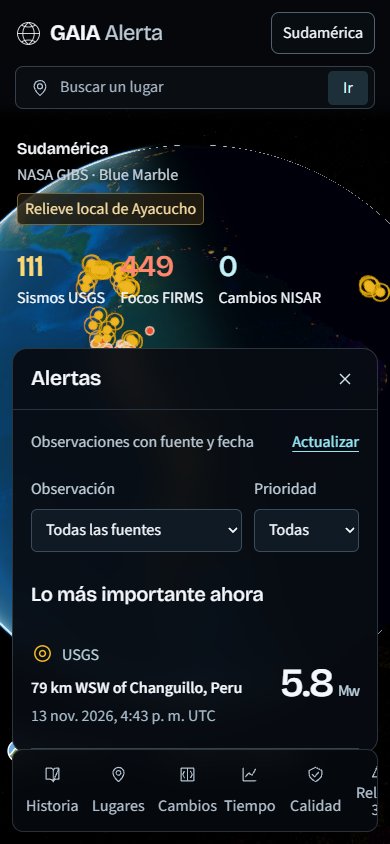 GAIA Alerta
Sudamérica
Buscar un lugar
Ir
Sudamérica
NASA GIBS · Blue Marble
Relieve local de Ayacucho
111
449
0
Sismos USGS
Focos FIRMS
Cambios NISAR
Alertas
Observaciones con fuente y fecha
Actualizar
Observación
Prioridad
Todas las fuentes
Todas
Lo más importante ahora
USGS
79 km WSW of Changuillo, Peru
5.8 Mw
13 nov. 2026, 4:43 p. m. UTC
Historia
Lugares
Cambios
Tiempo
Calidad